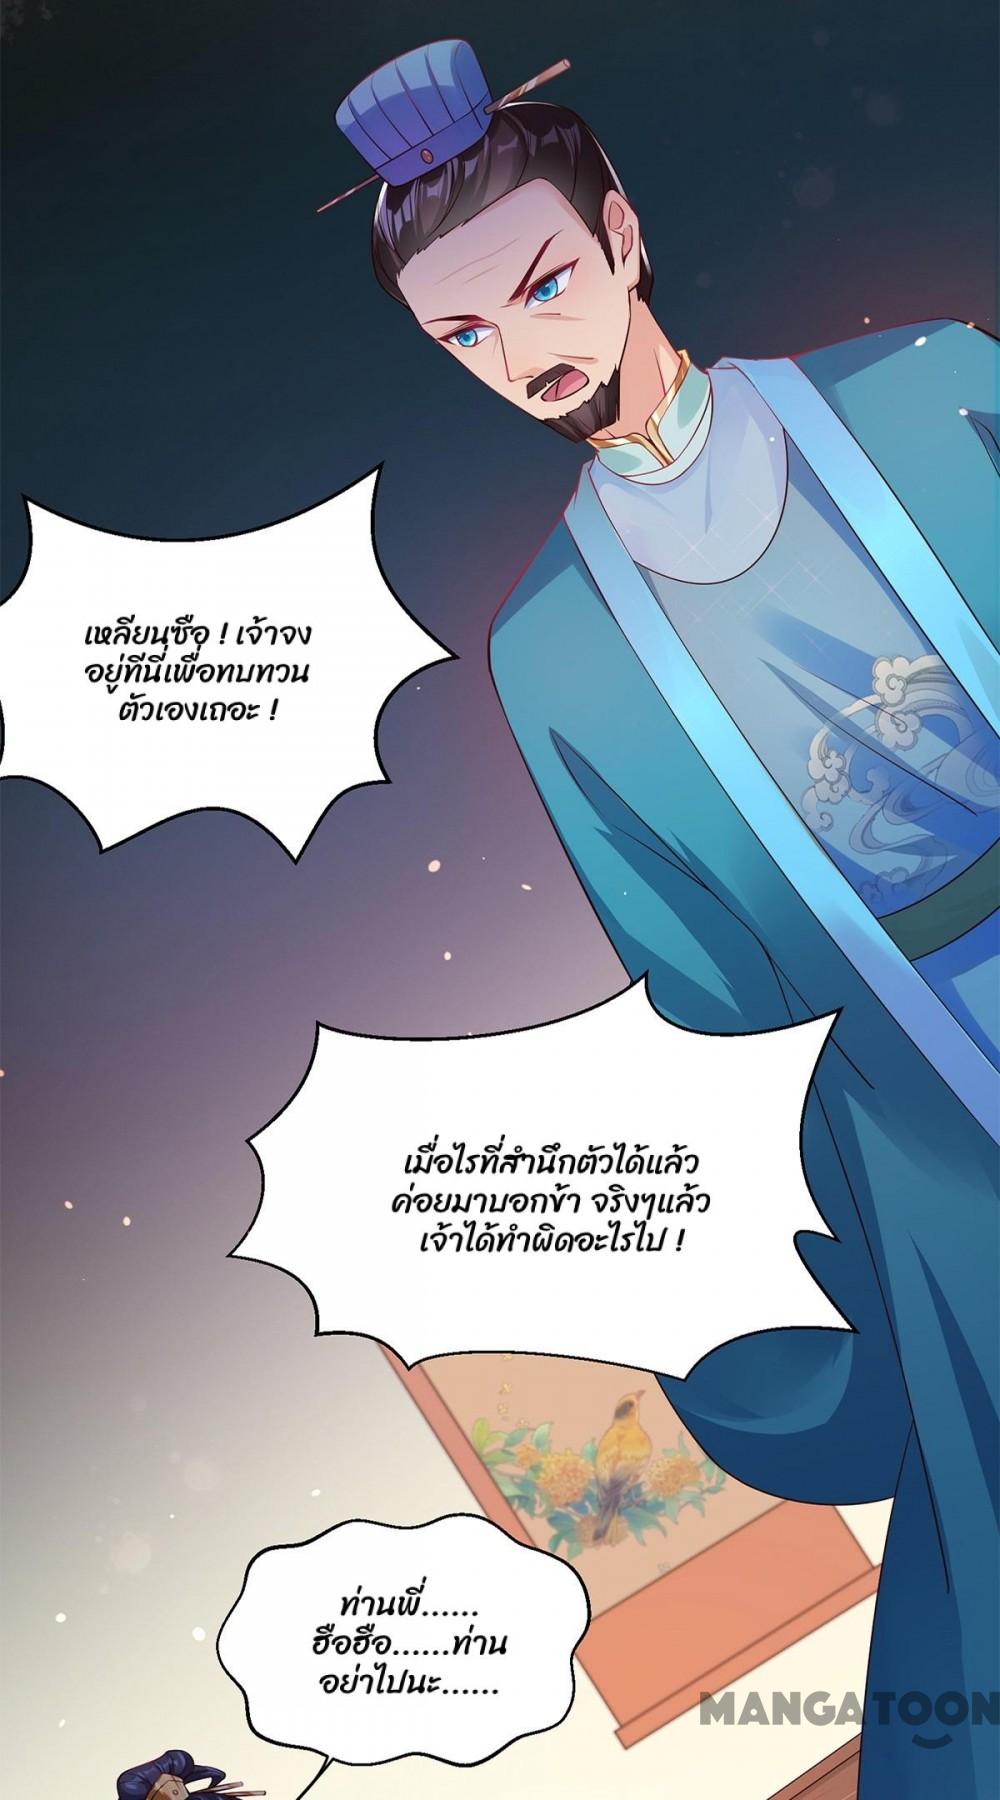 เหลียนซือ ! เจ้าจง
อยู่ที่นี่เพื่อทบทวน
ตัวเองเถอะ !
เมื่อไรที่สำนึกตัวได้แล้ว
ค่อยมาบอกข้า จริงๆแล้ว
เจ้าได้ทำผิดอะไรไป !
ท่านพี่......
ฮือฮือ......ท่าน
อย่าไปนะ......
MANGATOON